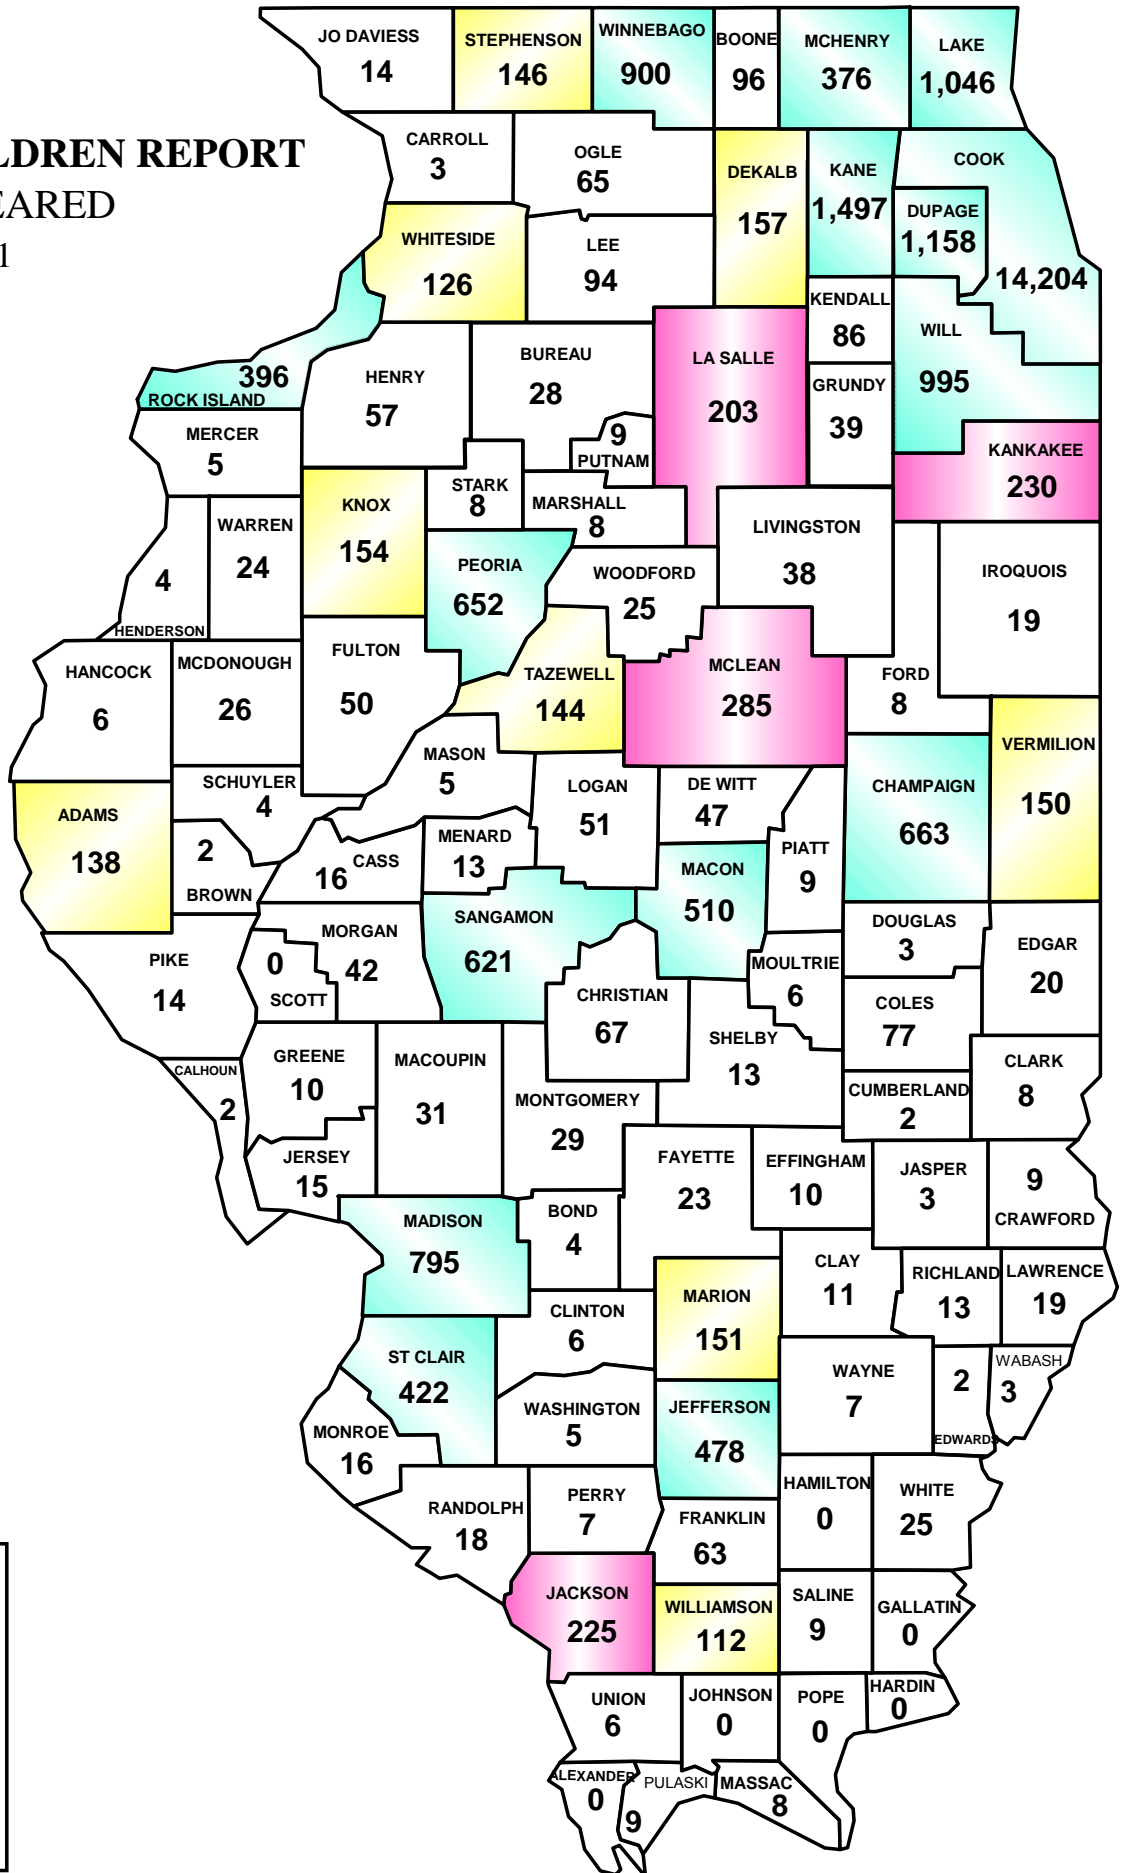 LDREN REPORT
EARED
1
JO DAVIESS
14
STEPHENSON
146
WINNEBAGO
900
BOONE
96
MCHENRY
376
LAKE
1,046
CARROLL
3
OGLE
65
DEKALB
157
KANE
1,497
COOK
14,204
DUPAGE
1,158
WHITESIDE
126
LEE
94
KENDALL
86
WILL
995
396
ROCK ISLAND
HENRY
57
BUREAU
28
LA SALLE
203
GRUNDY
39
MERCER
5
9
PUTNAM
KANKAKEE
230
KNOX
154
STARK
8
MARSHALL
8
LIVINGSTON
38
WARREN
24
4
HENDERSON
PEORIA
652
WOODFORD
25
IROQUOIS
19
HANCOCK
6
MCDONOUGH
26
FULTON
50
TAZEWELL
144
MCLEAN
285
FORD
8
VERMILION
150
MASON
5
SCHUYLER
4
LOGAN
51
DE WITT
47
CHAMPAIGN
663
ADAMS
138
2
BROWN
CASS
16
MENARD
13
PIATT
9
MACON
510
SANGAMON
621
MORGAN
42
0
SCOTT
PIKE
14
CHRISTIAN
67
MOULTRIE
6
DOUGLAS
3
EDGAR
20
COLES
77
SHELBY
13
CALHOUN
2
GREENE
10
MACOUPIN
31
MONTGOMERY
29
CUMBERLAND
2
CLARK
8
JERSEY
15
FAYETTE
23
EFFINGHAM
10
JASPER
3
9
CRAWFORD
MADISON
795
BOND
4
CLAY
11
RICHLAND
13
LAWRENCE
19
CLINTON
6
MARION
151
ST CLAIR
422
WAYNE
7
2
EDWARDS
WABASH
3
MONROE
16
WASHINGTON
5
JEFFERSON
478
RANDOLPH
18
PERRY
7
HAMILTON
0
WHITE
25
FRANKLIN
63
JACKSON
225
WILLIAMSON
112
SALINE
9
GALLATIN
0
UNION
6
JOHNSON
0
POPE
0
HARDIN
0
ALEXANDER
0
PULASKI
9
MASSAC
8